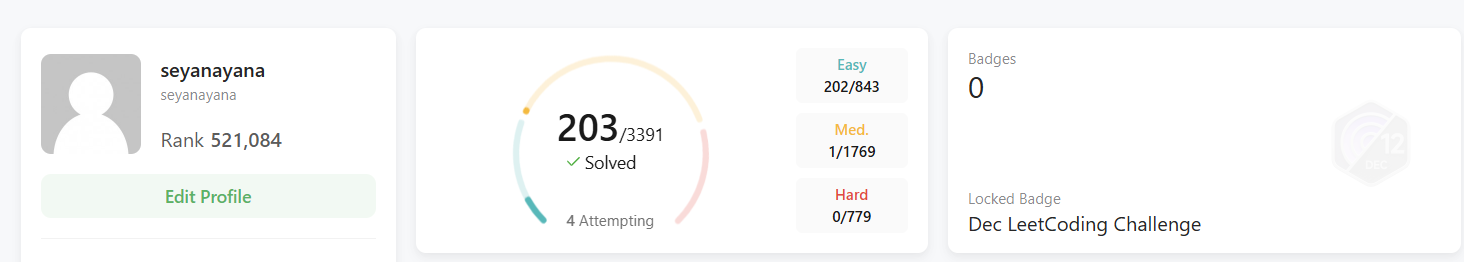 seyanayana
seyanayana
Rank 521,084
Edit Profile
203/3391
Solved
4 Attempting
Easy
202/843
Med.
1/1769
Hard
0/779
Badges
0
12
DEC
Locked Badge
Dec LeetCoding Challenge